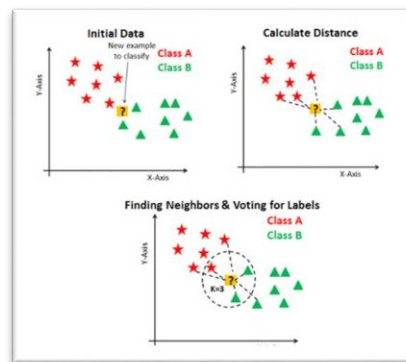 Initial Data
New example
to classify
Class A
Class B
?
Y-Axis
X-Axis
Calculate Distance
Class A
Class B
?
Y-Axis
X-Axis
Finding Neighbors & Voting for Labels
Class A
Class B
?
K=3
Y-Axis